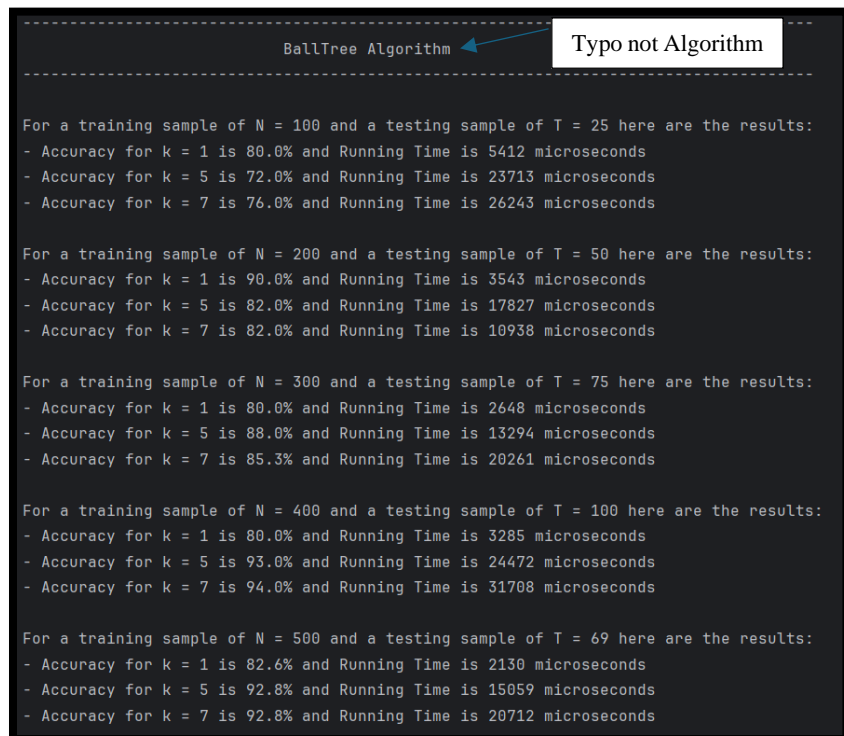 --------------------------------------------------------------------------------
BallTree Algorithm
Typo not Algorithm
--------------------------------------------------------------------------------
For a training sample of N = 100 and a testing sample of T = 25 here are the results:
- Accuracy for k = 1 is 80.0% and Running Time is 5412 microseconds
- Accuracy for k = 5 is 72.0% and Running Time is 23713 microseconds
- Accuracy for k = 7 is 76.0% and Running Time is 26243 microseconds
For a training sample of N = 200 and a testing sample of T = 50 here are the results:
- Accuracy for k = 1 is 90.0% and Running Time is 3543 microseconds
- Accuracy for k = 5 is 82.0% and Running Time is 17827 microseconds
- Accuracy for k = 7 is 82.0% and Running Time is 10938 microseconds
For a training sample of N = 300 and a testing sample of T = 75 here are the results:
- Accuracy for k = 1 is 80.0% and Running Time is 2648 microseconds
- Accuracy for k = 5 is 88.0% and Running Time is 13294 microseconds
- Accuracy for k = 7 is 85.3% and Running Time is 20261 microseconds
For a training sample of N = 400 and a testing sample of T = 100 here are the results:
- Accuracy for k = 1 is 80.0% and Running Time is 3285 microseconds
- Accuracy for k = 5 is 93.0% and Running Time is 24472 microseconds
- Accuracy for k = 7 is 94.0% and Running Time is 31708 microseconds
For a training sample of N = 500 and a testing sample of T = 69 here are the results:
- Accuracy for k = 1 is 82.6% and Running Time is 2130 microseconds
- Accuracy for k = 5 is 92.8% and Running Time is 15059 microseconds
- Accuracy for k = 7 is 92.8% and Running Time is 20712 microseconds